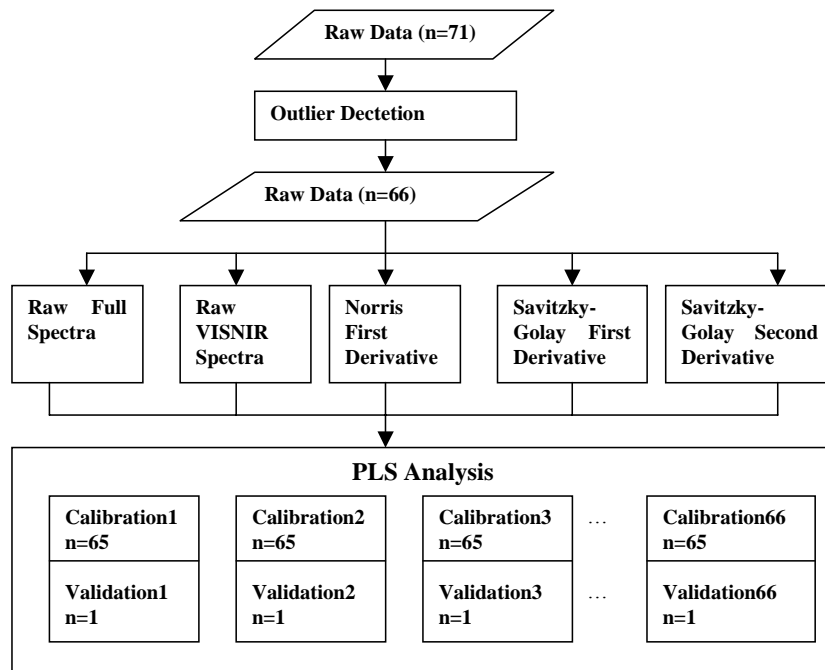 Raw Data (n=71)
Outlier Dectetion
Raw Data (n=66)
Raw Full
Spectra
Raw
VISNIR
Spectra
Norris
First
Derivative
Savitzky-
Golay First
Derivative
Savitzky-
Golay Second
Derivative
PLS Analysis
Calibration1
n=65
Calibration2
n=65
Calibration3
n=65
...
Calibration66
n=65
Validation1
n=1
Validation2
n=1
Validation3
n=1
...
Validation66
n=1